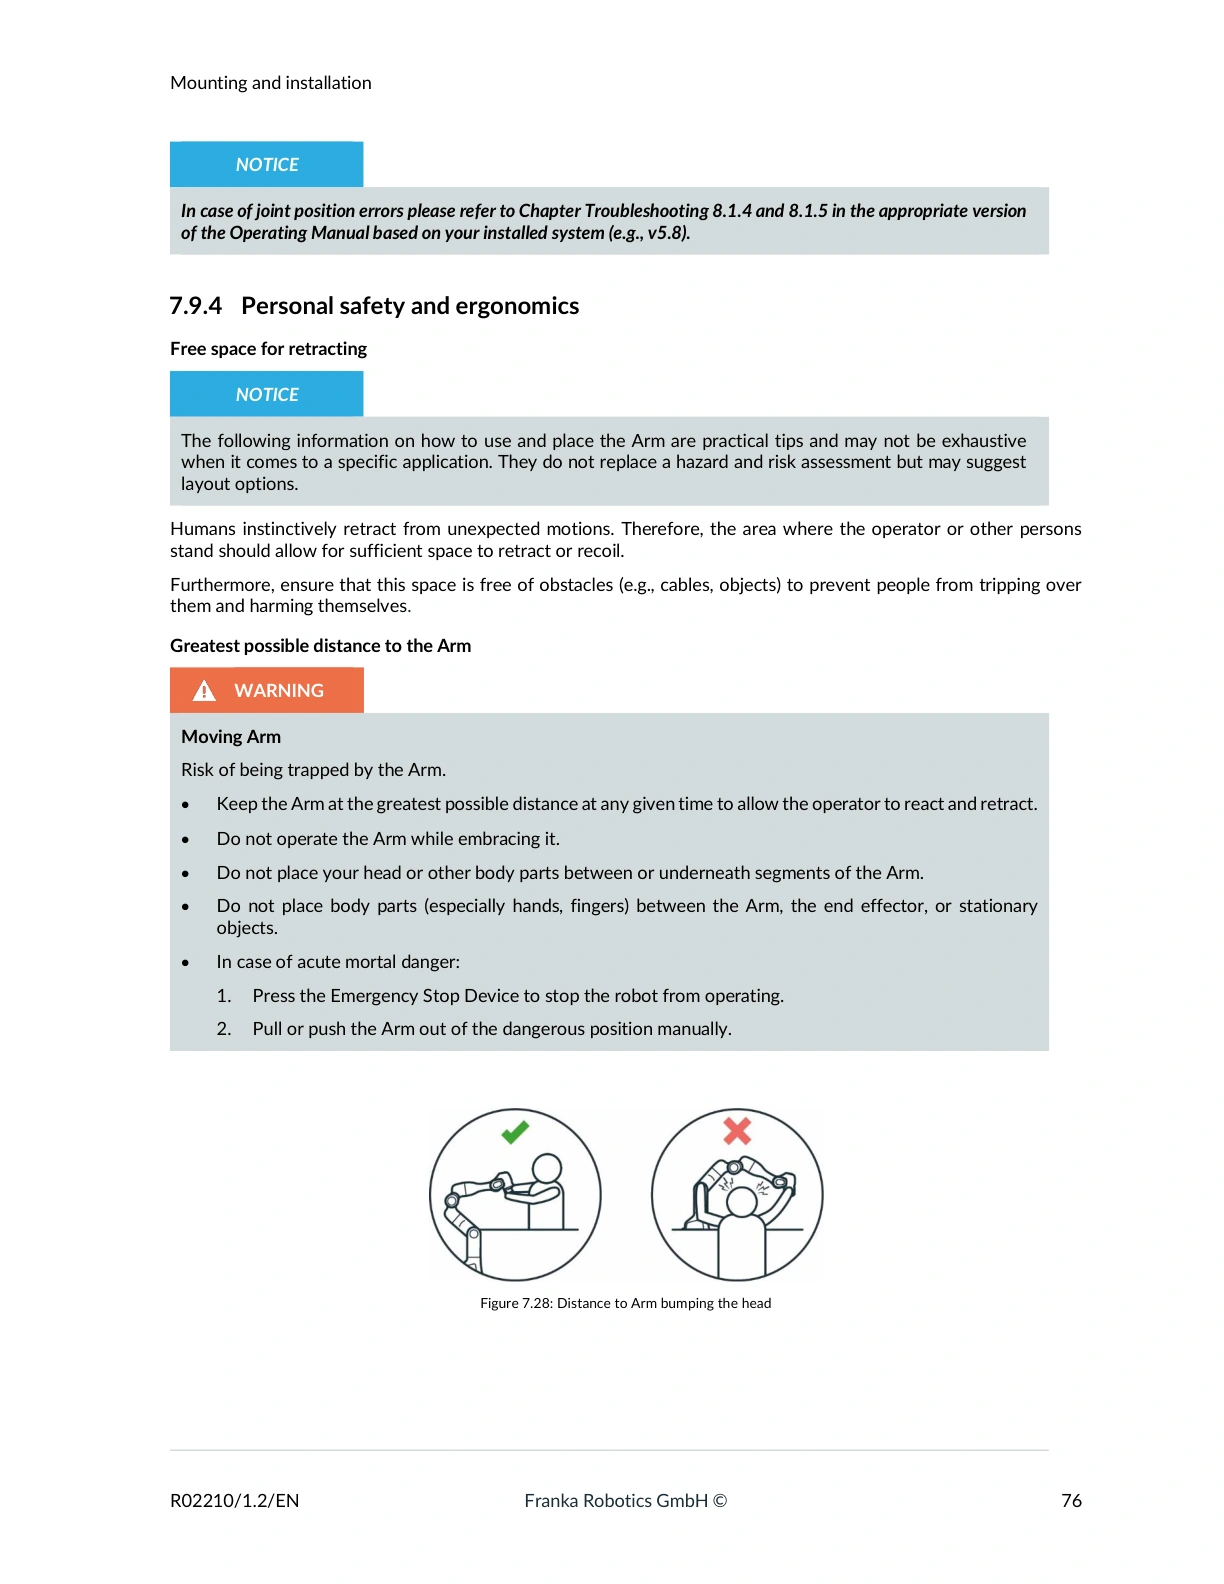 Mounting and installation
NOTICE
In case of joint position errors please refer to Chapter Troubleshooting 8.1.4 and 8.1.5 in the appropriate version
of the Operating Manual based on your installed system (e.g., v5.8).
7.9.4 Personal safety and ergonomics
Free space for retracting
NOTICE
The following information on how to use and place the Arm are practical tips and may not be exhaustive
when it comes to a specific application. They do not replace a hazard and risk assessment but may suggest
layout options.
Humans instinctively retract from unexpected motions. Therefore, the area where the operator or other persons
stand should allow for sufficient space to retract or recoil.
Furthermore, ensure that this space is free of obstacles (e.g., cables, objects) to prevent people from tripping over
them and harming themselves.
Greatest possible distance to the Arm
WARNING
Moving Arm
Risk of being trapped by the Arm.
• Keep the Arm at the greatest possible distance at any given time to allow the operator to react and retract.
• Do not operate the Arm while embracing it.
• Do not place your head or other body parts between or underneath segments of the Arm.
• Do not place body parts (especially hands, fingers) between the Arm, the end effector, or stationary
objects.
• In case of acute mortal danger:
1. Press the Emergency Stop Device to stop the robot from operating.
2. Pull or push the Arm out of the dangerous position manually.
Figure 7.28: Distance to Arm bumping the head
R02210/1.2/EN
Franka Robotics GmbH ©
76